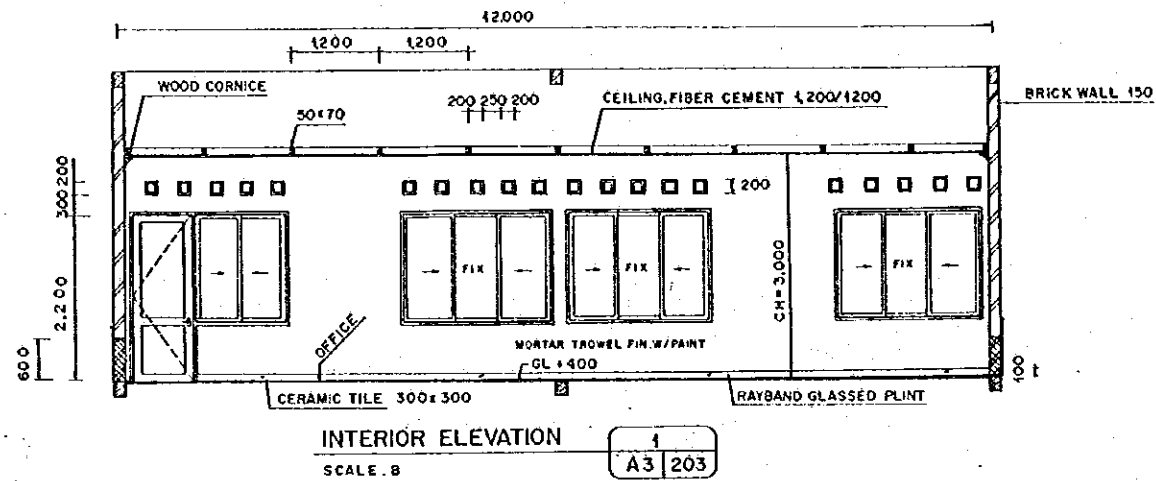 12.000
1,200 1,200
WOOD CORNICE
200 250 200
CEILING,FIBER CEMENT 1,200/1200
BRICK WALL 150
50x70
200
300
200
FIX
FIX
FIX
CH=3.000
2,200
OFFICE
MORTAR TROWEL FIN.W/PAINT
600
GL +400
100
CERAMIC TILE 300x300
RAYBAND GLASSED PLINT
INTERIOR ELEVATION
1
A3 203
SCALE.B